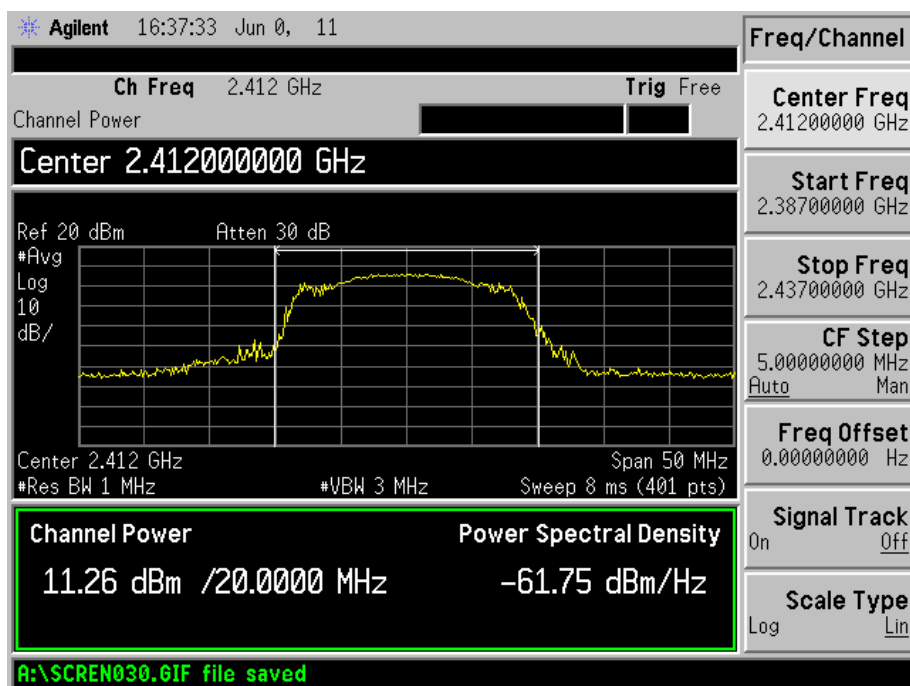 Agilent 16:37:33 Jun 0, 11
Ch Freq 2.412 GHz Trig Free
Channel Power
Center 2.412000000 GHz
Ref 20 dBm Atten 30 dB
#Avg
Log
10
dB/
Center 2.412 GHz Span 50 MHz
#Res BW 1 MHz #VBW 3 MHz Sweep 8 ms (401 pts)
Channel Power Power Spectral Density
11.26 dBm /20.0000 MHz -61.75 dBm/Hz
A:\SCREN030.GIF file saved
Freq/Channel
Center Freq
2.41200000 GHz
Start Freq
2.38700000 GHz
Stop Freq
2.43700000 GHz
CF Step
5.00000000 MHz
Auto Man
Freq Offset
0.00000000 Hz
Signal Track
On Off
Scale Type
Log Lin